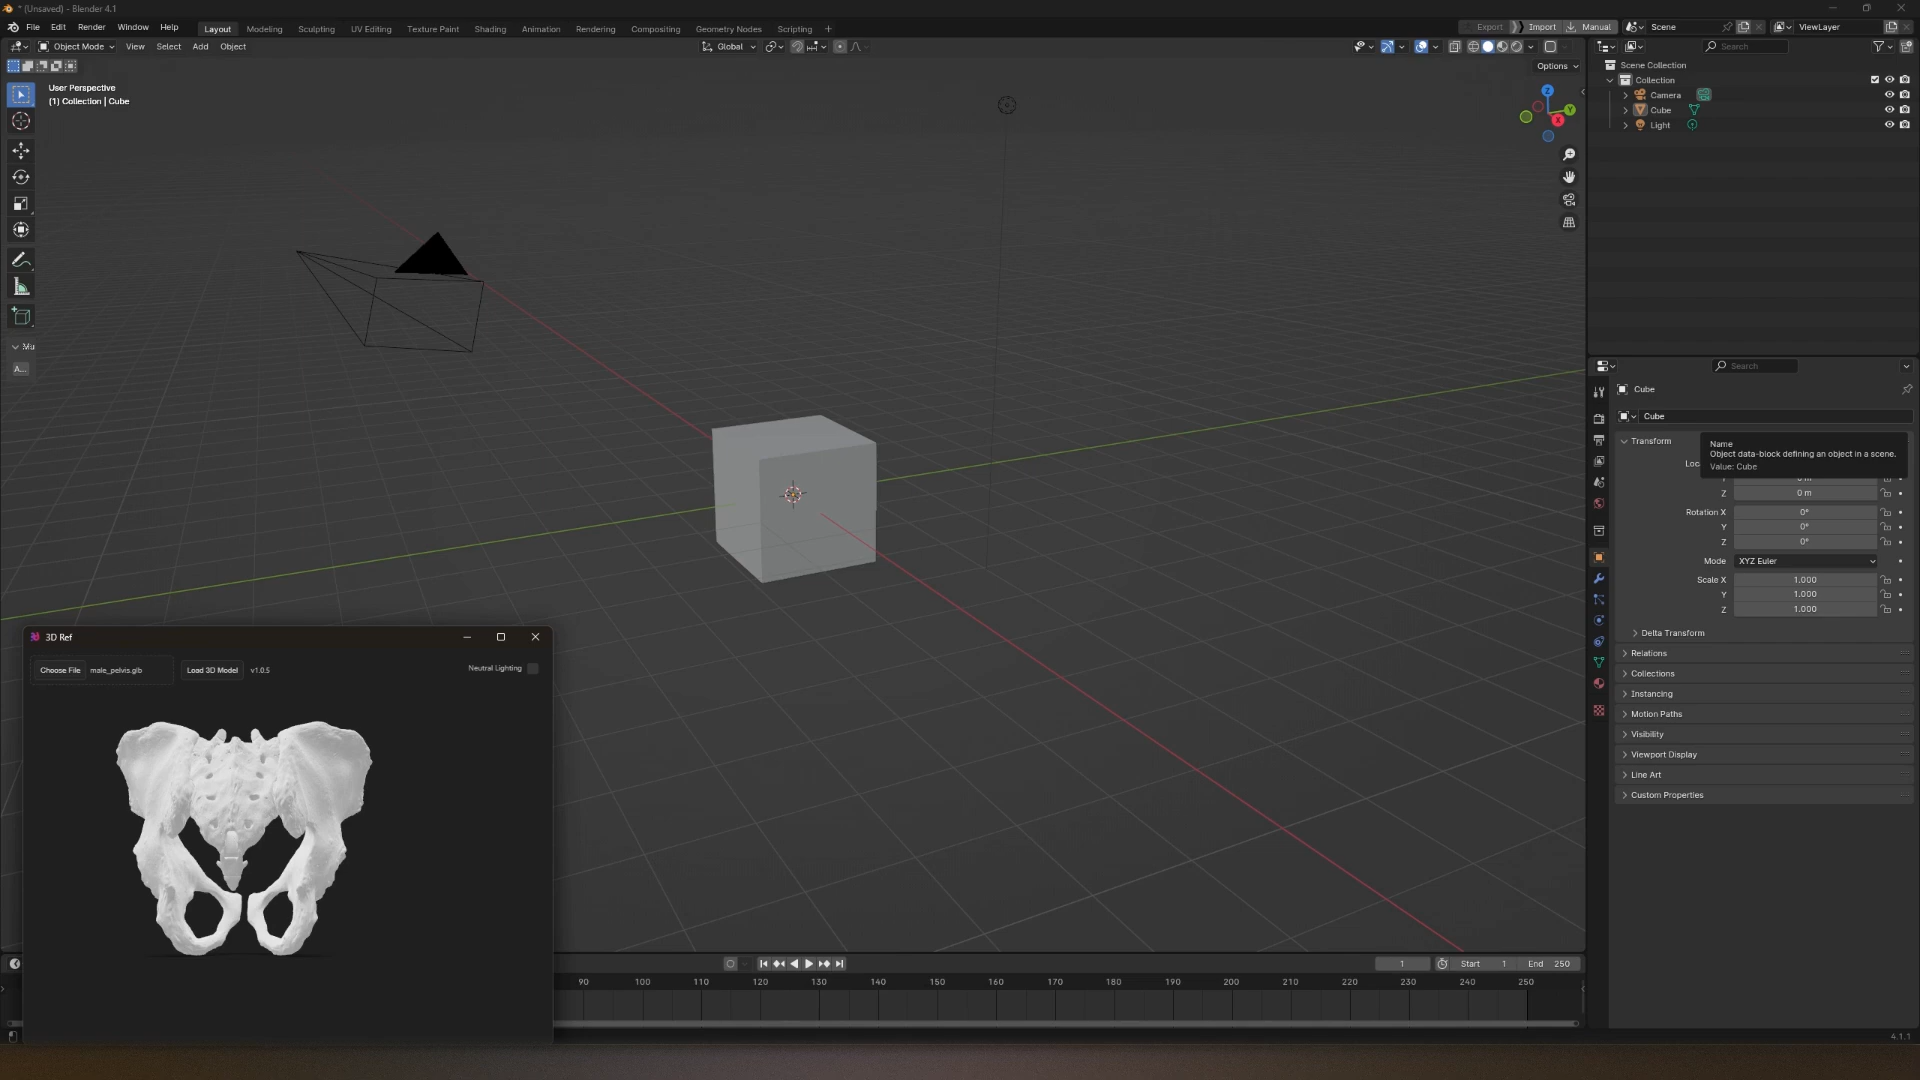 * (Unsaved) - Blender 4.1
File Edit Render Window Help
Layout Modeling Sculpting UV Editing Texture Paint Shading Animation Rendering Compositing Geometry Nodes Scripting +
Export Import Manual Scene ViewLayer
Object Mode View Select Add Object
Global
Search
Options
User Perspective
(1) Collection | Cube
Z
Y
X
Scene Collection
Collection
Camera
Cube
Light
Mu
A...
Search
Cube
Cube
Transform
Name
Object data-block defining an object in a scene.
Value: Cube
Loc
Z 0 m
Rotation X 0°
Y 0°
Z 0°
Mode XYZ Euler
Scale X 1.000
Y 1.000
Z 1.000
Delta Transform
Relations
Collections
Instancing
Motion Paths
Visibility
Viewport Display
Line Art
Custom Properties
3D Ref
Choose File male_pelvis.glb Load 3D Model v1.0.5 Neutral Lighting
1 Start 1 End 250
90 100 110 120 130 140 150 160 170 180 190 200 210 220 230 240 250
4.1.1